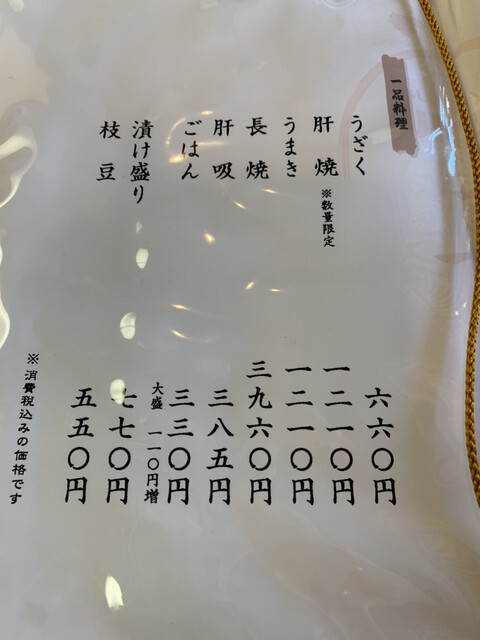 一品料理
うざく 六六〇円
肝焼 ※数量限定 一二一〇円
うまき 一二一〇円
長焼 三九六〇円
肝吸 三八五円
ごはん 三三〇円
大盛 一一〇円増
漬け盛り 七七〇円
枝豆 五五〇円
※消費税込みの価格です